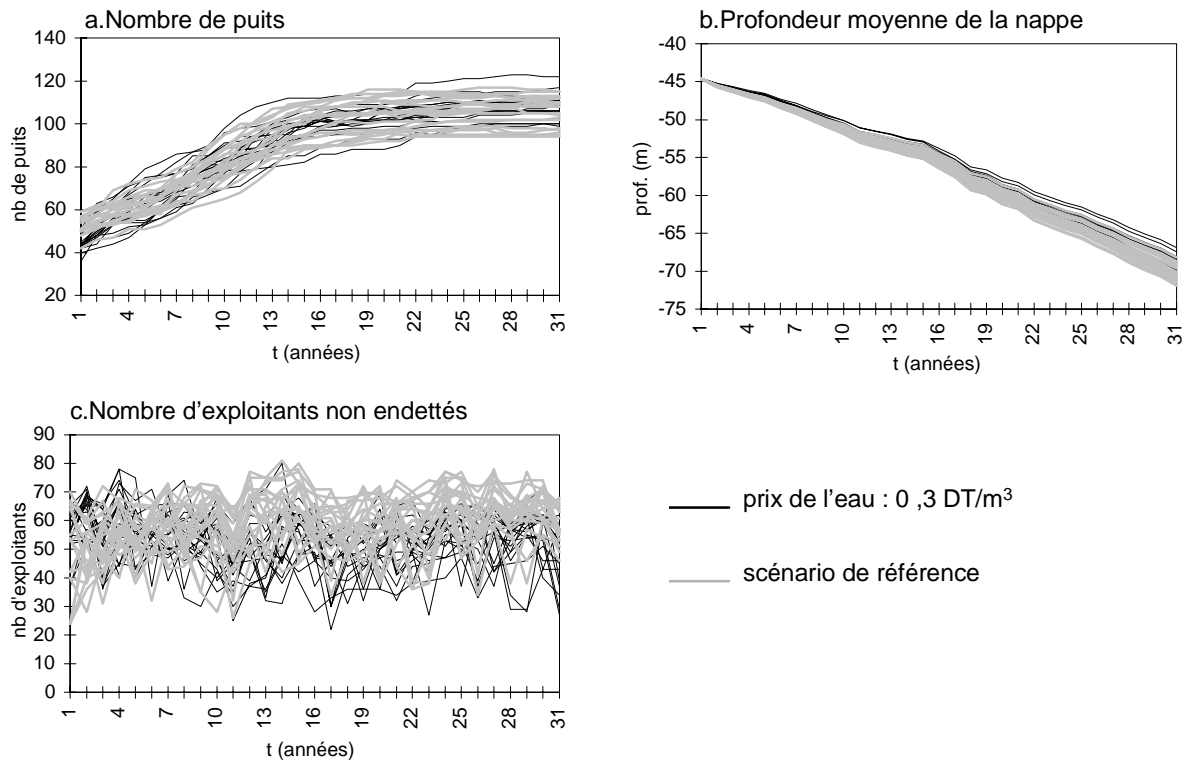 a.Nombre de puits
140
120
100
80
60
40
20
nb de puits
1 4 7 10 13 16 19 22 25 28 31
t (années)
b.Profondeur moyenne de la nappe
-40
-45
-50
-55
-60
-65
-70
-75
prof. (m)
1 4 7 10 13 16 19 22 25 28 31
t (années)
c.Nombre d'exploitants non endettés
90
80
70
60
50
40
30
20
10
0
nb d'exploitants
1 4 7 10 13 16 19 22 25 28 31
t (années)
prix de l'eau : 0 ,3 DT/m³
scénario de référence